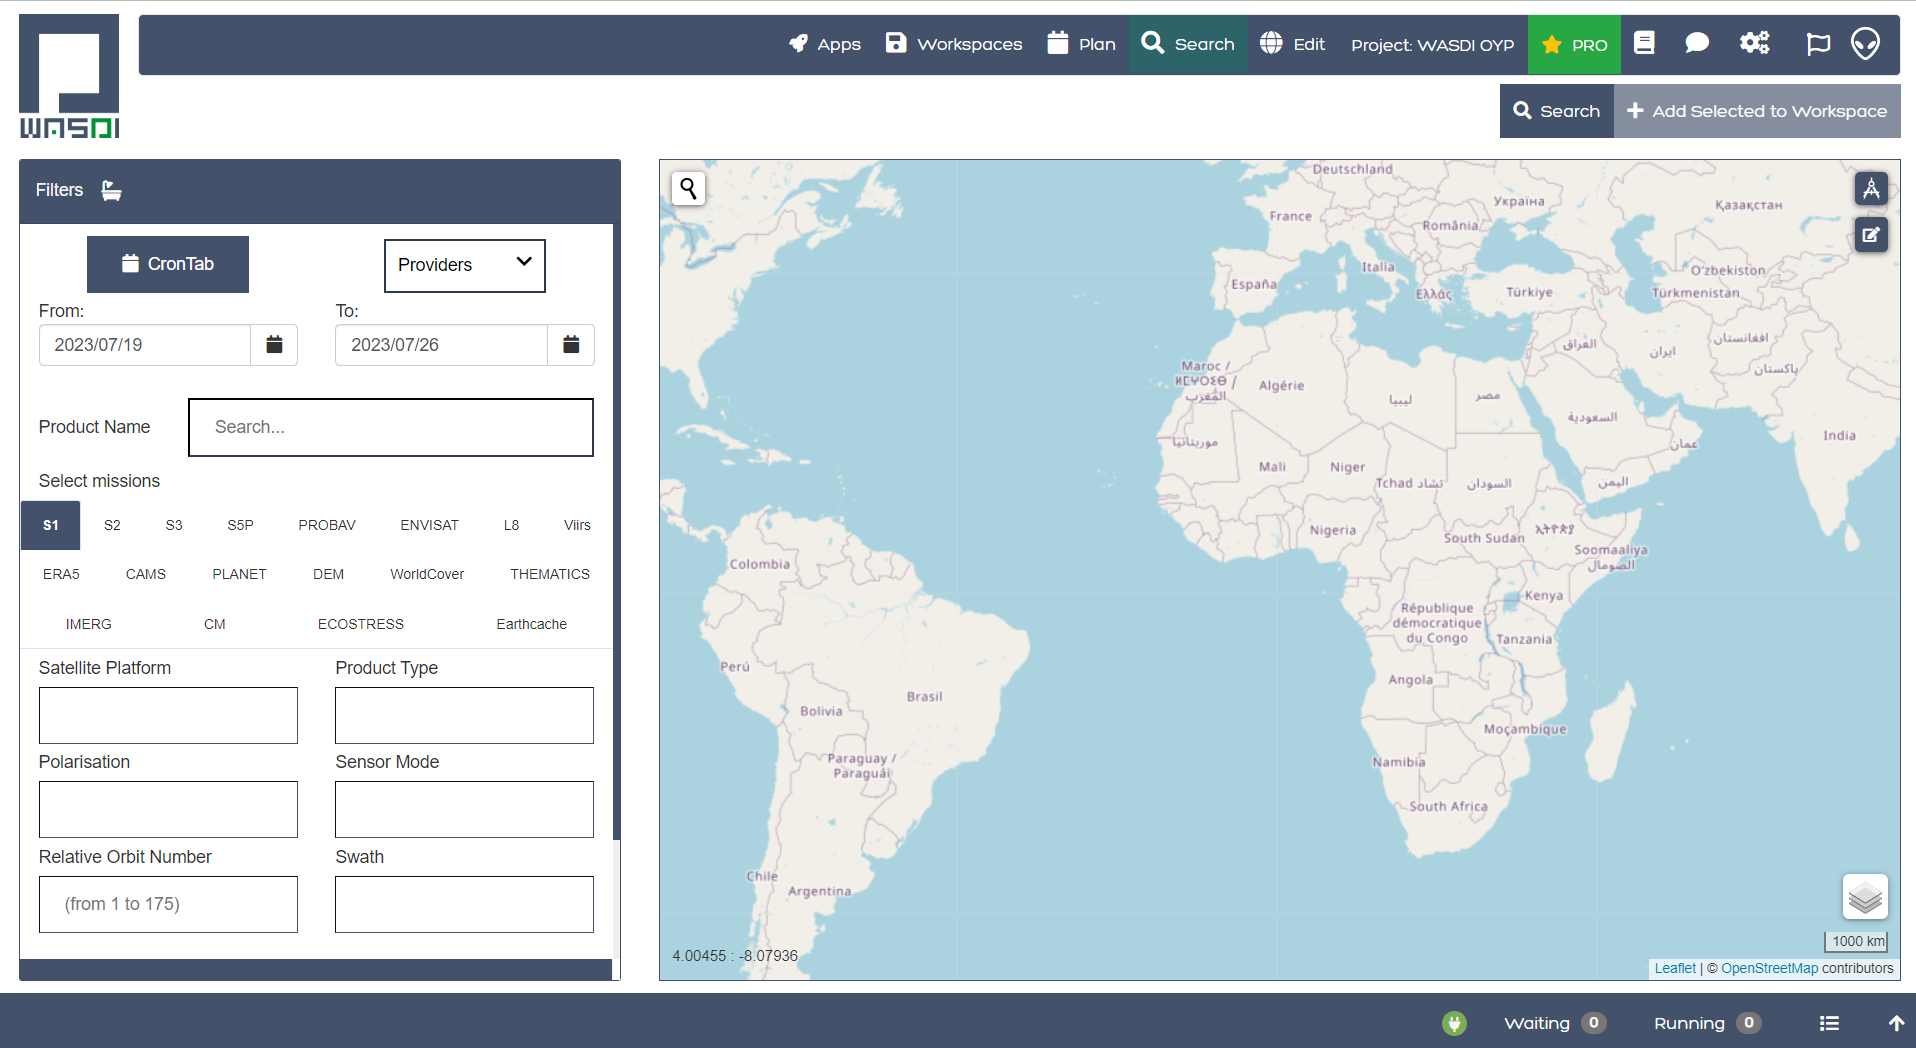 Apps
Workspaces
Plan
Search
Edit
Project: WASDI OYP
PRO
WASDI
Search
Add Selected to Workspace
Filters
CronTab
Providers
From:
To:
2023/07/19
2023/07/26
Product Name
Search...
Select missions
S1 S2 S3 S5P PROBAV ENVISAT L8 Viirs
ERA5 CAMS PLANET DEM WorldCover THEMATICS
IMERG CM ECOSTRESS Earthcache
Satellite Platform
Product Type
Polarisation
Sensor Mode
Relative Orbit Number
Swath
(from 1 to 175)
Deutschland
Україна
Қазақстан
France
România
Italia
Oʻzbekiston
España
Ελλάς
Türkiye
Türkmenistan
العراق
ایران
افغانستان
پاکستان
Maroc /
ⵍⵎⵖⵔⵉⴱ /
المغرب
Algérie
ليبيا
مصر
السعودية
عمان
India
موريتانيا
Mali
Niger
Tchad تشاد
السودان
اليمن
Nigeria
South Sudan
ኢትዮጵያ
Soomaaliya
الصومال
Colombia
Kenya
République
démocratique
du Congo
Tanzania
Perú
Brasil
Angola
Bolivia
Moçambique
Paraguay /
Paraguái
Namibia
South Africa
Chile
Argentina
4.00455 : -8.07936
1000 km
Leaflet | © OpenStreetMap contributors
Waiting 0
Running 0